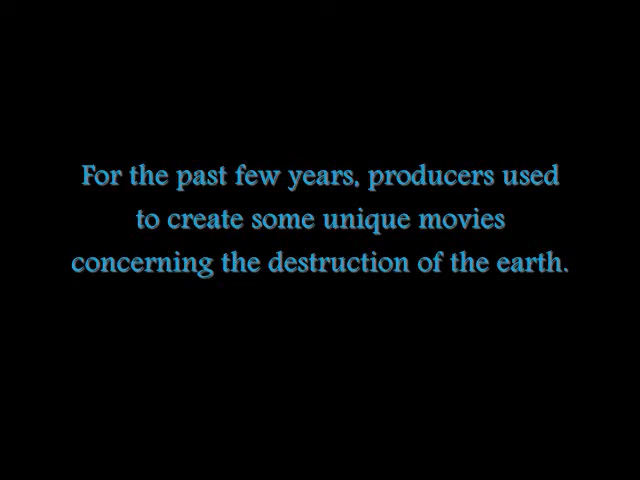 For the past few years, producers used
to create some unique movies
concerning the destruction of the earth.